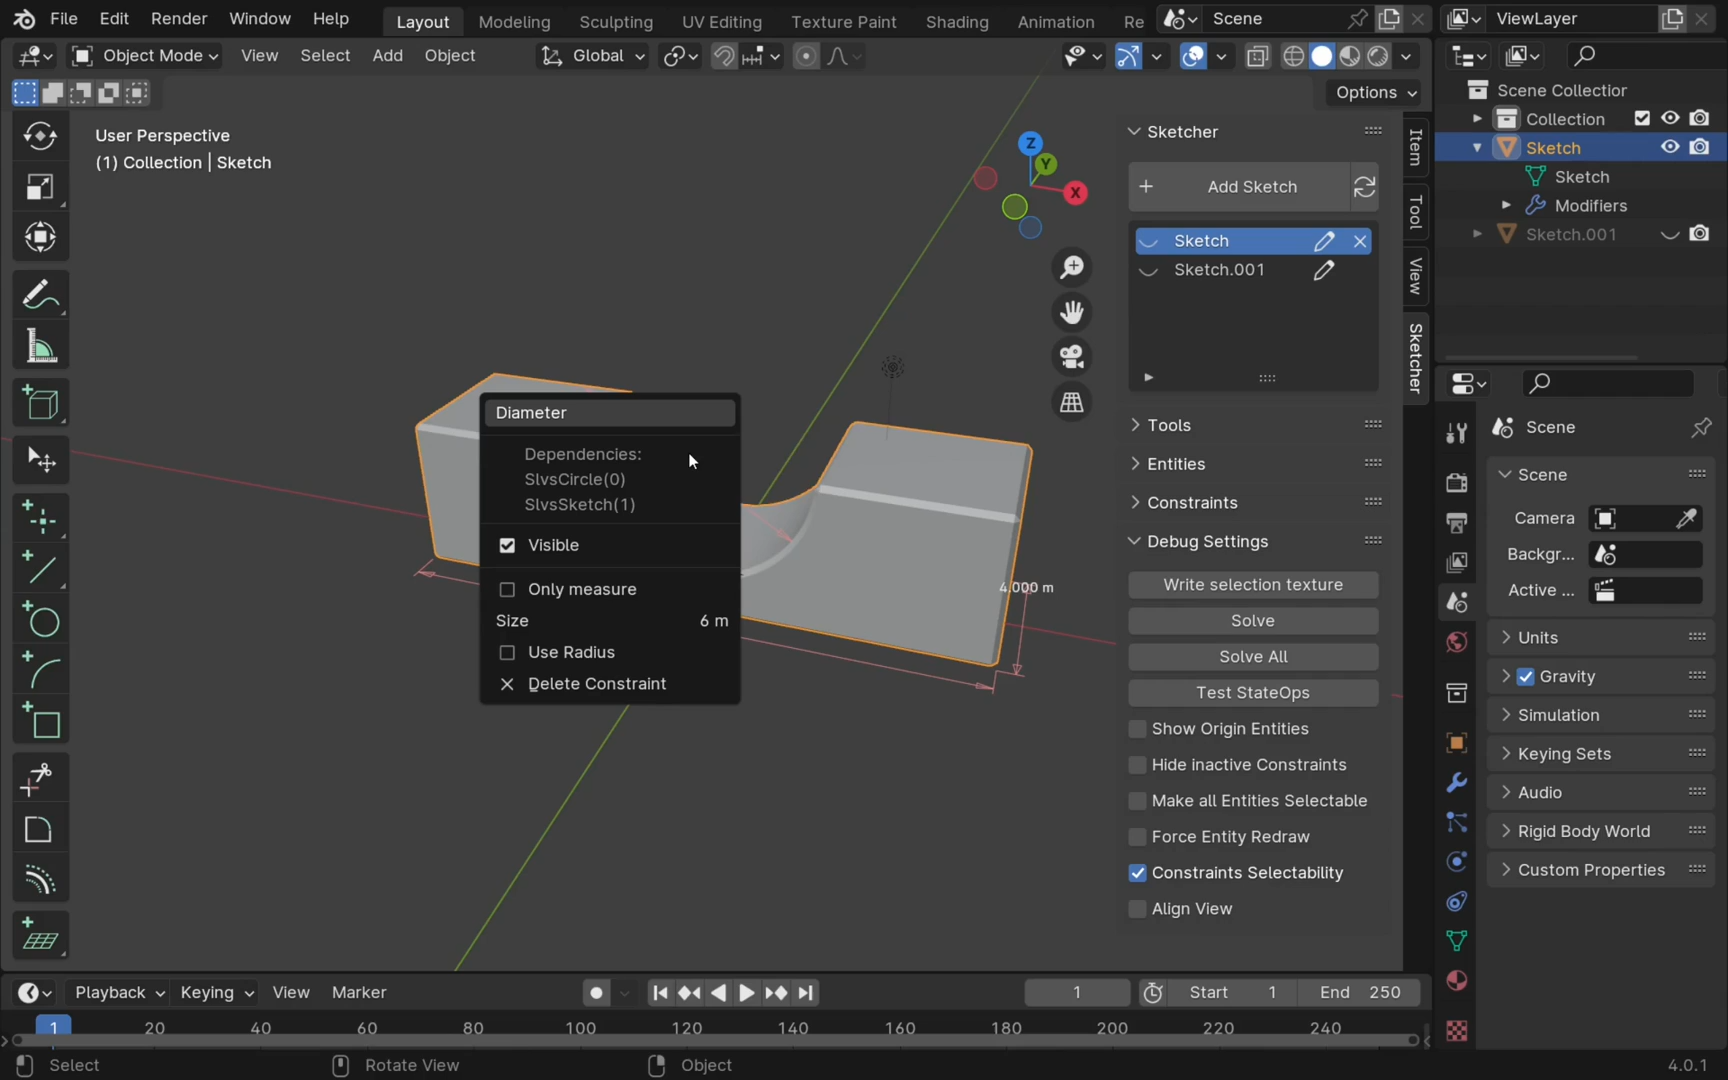 File Edit Render Window Help Layout Modeling Sculpting UV Editing Texture Paint Shading Animation Re Scene ViewLayer
Object Mode View Select Add Object Global
Options
User Perspective
(1) Collection | Sketch
Z
Y
X
Diameter
Dependencies:
SlvsCircle(0)
SlvsSketch(1)
Visible
Only measure
Size 6 m
Use Radius
Delete Constraint
4.000 m
Sketcher
Add Sketch
Sketch
Sketch.001
Tools
Entities
Constraints
Debug Settings
Write selection texture
Solve
Solve All
Test StateOps
Show Origin Entities
Hide inactive Constraints
Make all Entities Selectable
Force Entity Redraw
Constraints Selectability
Align View
Item
Tool
View
Sketcher
Scene Collectior
Collection
Sketch
Sketch
Modifiers
Sketch.001
Scene
Scene
Camera
Backgr...
Active ...
Units
Gravity
Simulation
Keying Sets
Audio
Rigid Body World
Custom Properties
Playback Keying View Marker 1 Start 1 End 250
1 20 40 60 80 100 120 140 160 180 200 220 240
Select Rotate View Object 4.0.1